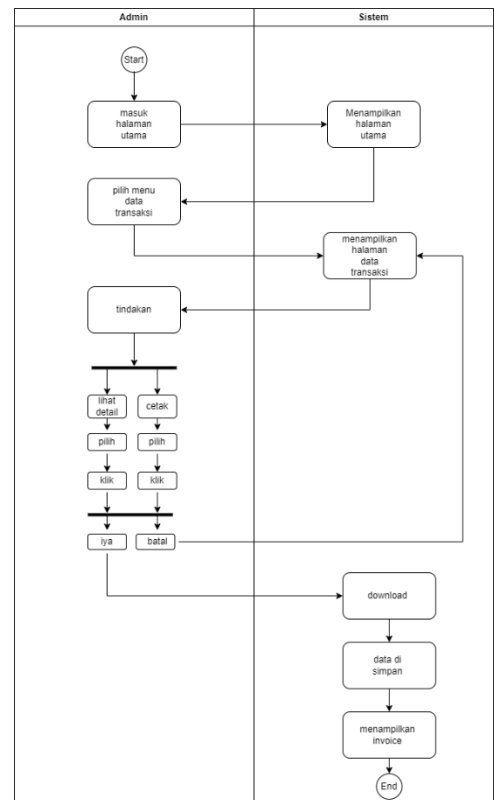 Admin
Sistem
Start
masuk
halaman
utama
Menampilkan
halaman
utama
pilih menu
data
transaksi
menampilkan
halaman
data
transaksi
tindakan
lihat
detail
cetak
pilih
pilih
klik
klik
iya
batal
download
data di
simpan
menampilkan
invoice
End